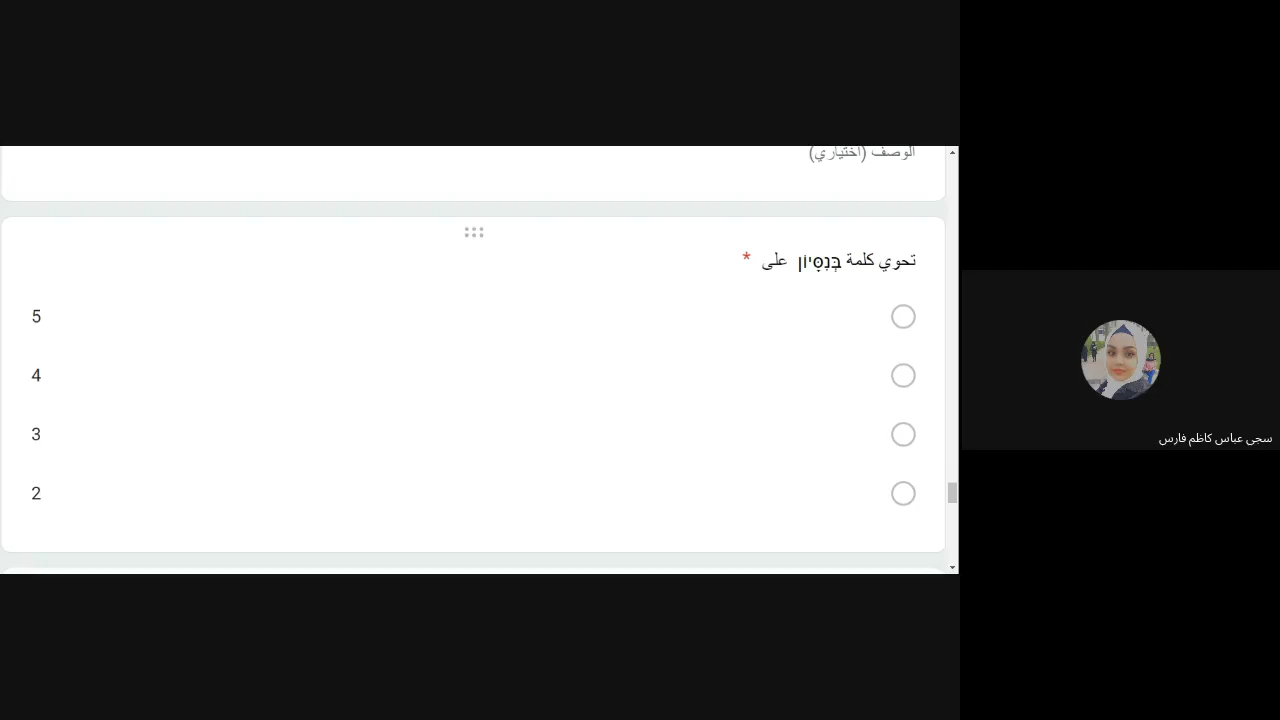 الوصف (اختياري)
تحوي كلمة בְּנִסָּיוֹן على *
5
4
3
2
سجى عباس كاظم فارس